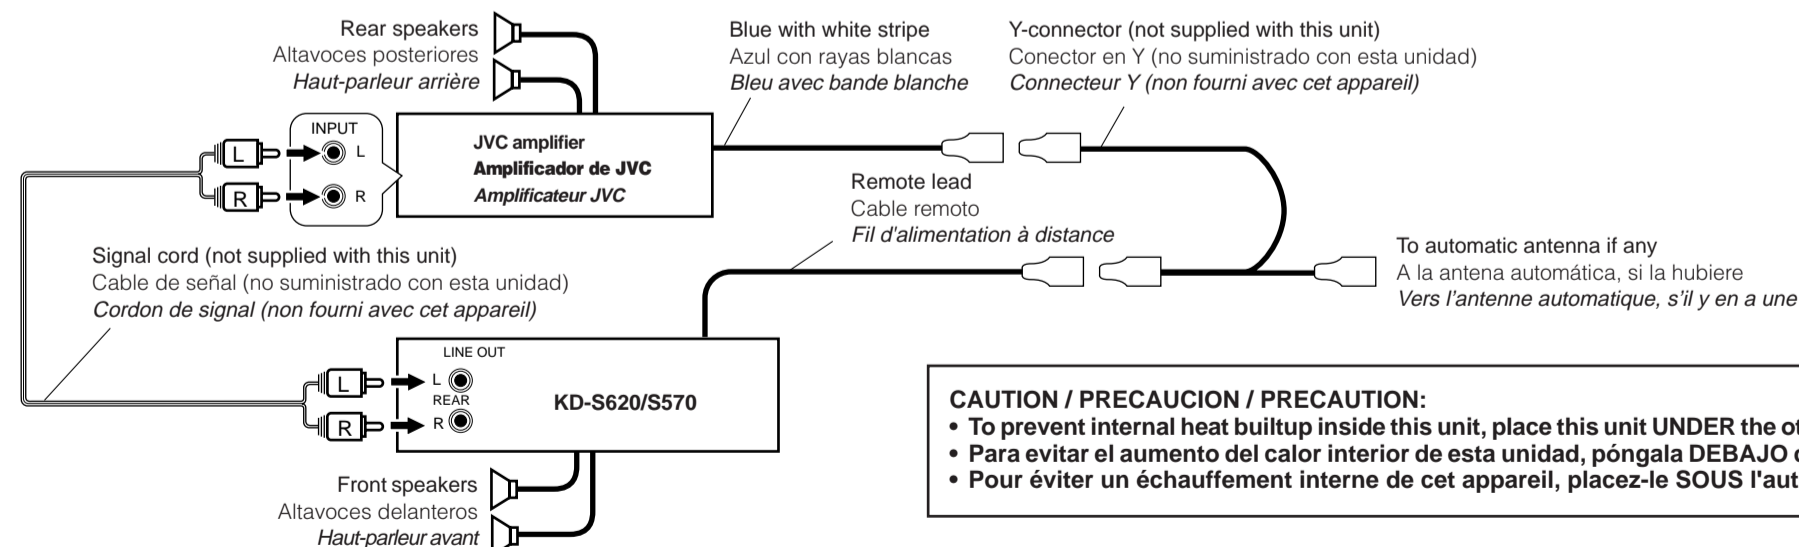 Rear speakers
Altavoces posteriores
Haut-parleur arrière
Blue with white stripe
Azul con rayas blancas
Bleu avec bande blanche
Y-connector (not supplied with this unit)
Conector en Y (no suministrado con esta unidad)
Connecteur Y (non fourni avec cet appareil)
INPUT
L
L
R
R
JVC amplifier
Amplificador de JVC
Amplificateur JVC
Remote lead
Cable remoto
Fil d'alimentation à distance
Signal cord (not supplied with this unit)
Cable de señal (no suministrado con esta unidad)
Cordon de signal (non fourni avec cet appareil)
To automatic antenna if any
A la antena automática, si la hubiere
Vers l'antenne automatique, s'il y en a une
LINE OUT
L
L
REAR
R
R
KD-S620/S570
Front speakers
Altavoces delanteros
Haut-parleur avant
CAUTION / PRECAUCION / PRECAUTION:
• To prevent internal heat builtup inside this unit, place this unit UNDER the
• Para evitar el aumento del calor interior de esta unidad, póngala DEBAJO
• Pour éviter un échauffement interne de cet appareil, placez-le SOUS